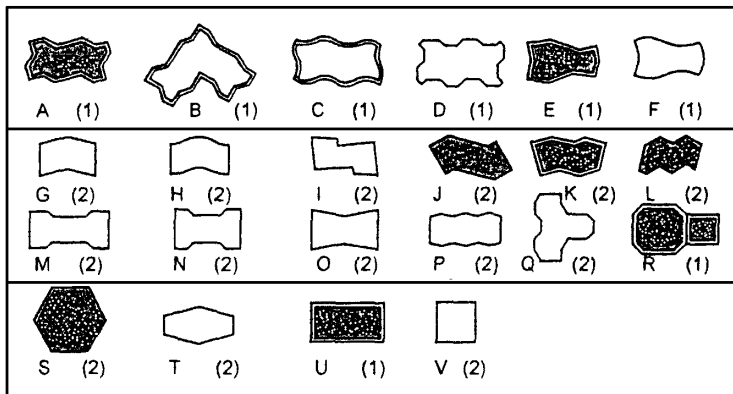 A (1) B (1) C (1) D (1) E (1) F (1)
G (2) H (2) I (2) J (2) K (2) L (2)
M (2) N (2) O (2) P (2) Q (2) R (1)
S (2) T (2) U (1) V (2)